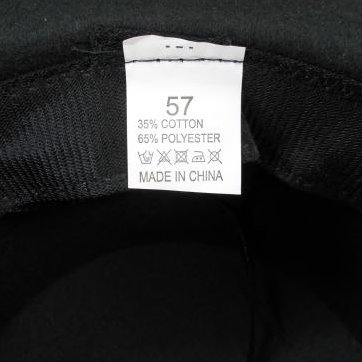 57
35% COTTON
65% POLYESTER
MADE IN CHINA